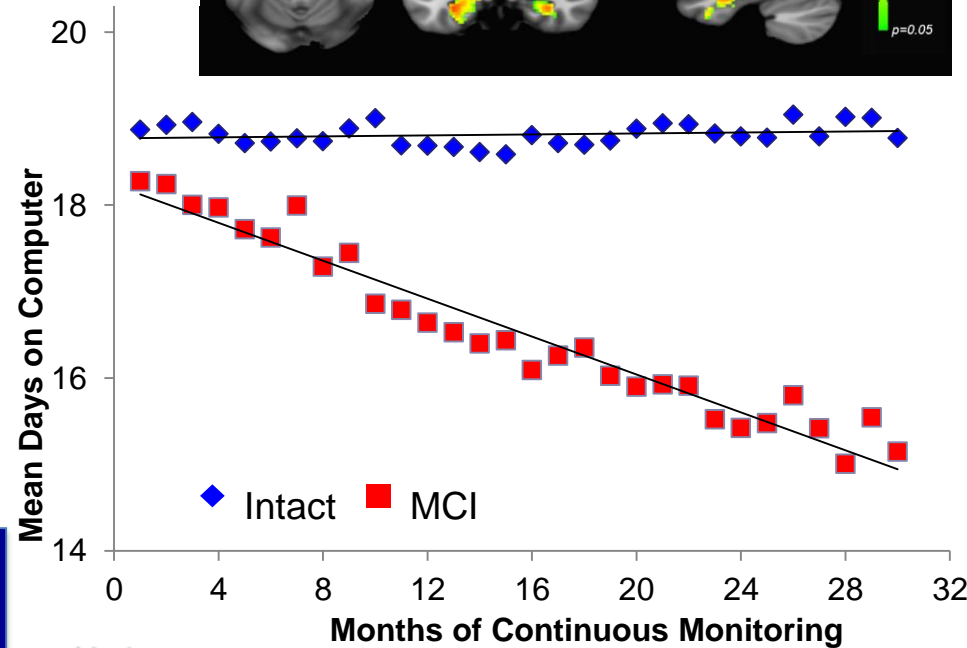 p=0.05
20
18
16
14
Mean Days on Computer
Intact MCI
0 4 8 12 16 20 24 28 32
Months of Continuous Monitoring